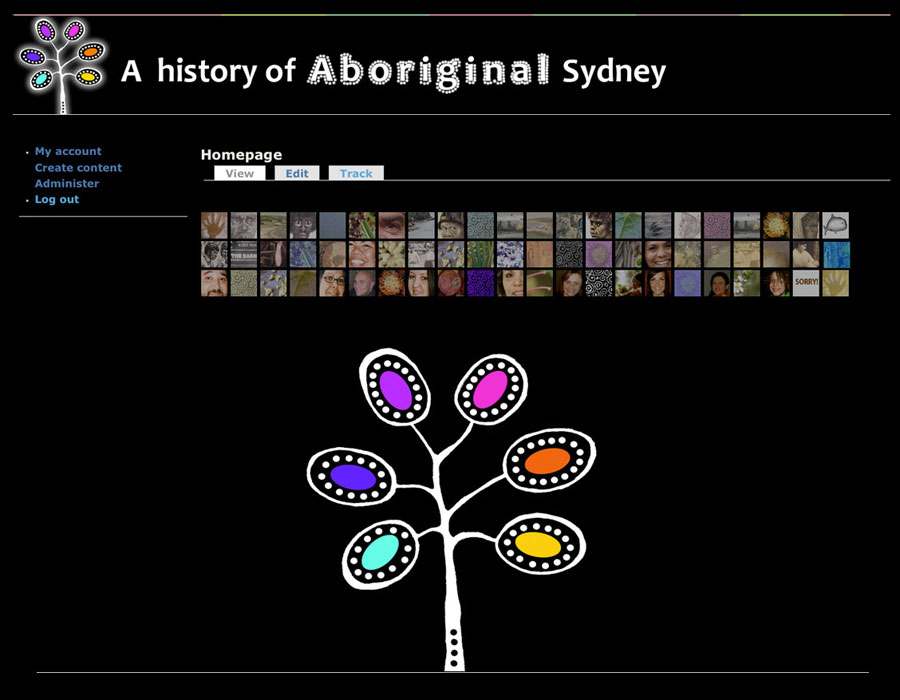 A history of Aboriginal Sydney
My account
Create content
Administer
Log out
Homepage
View Edit Track
SORRY!